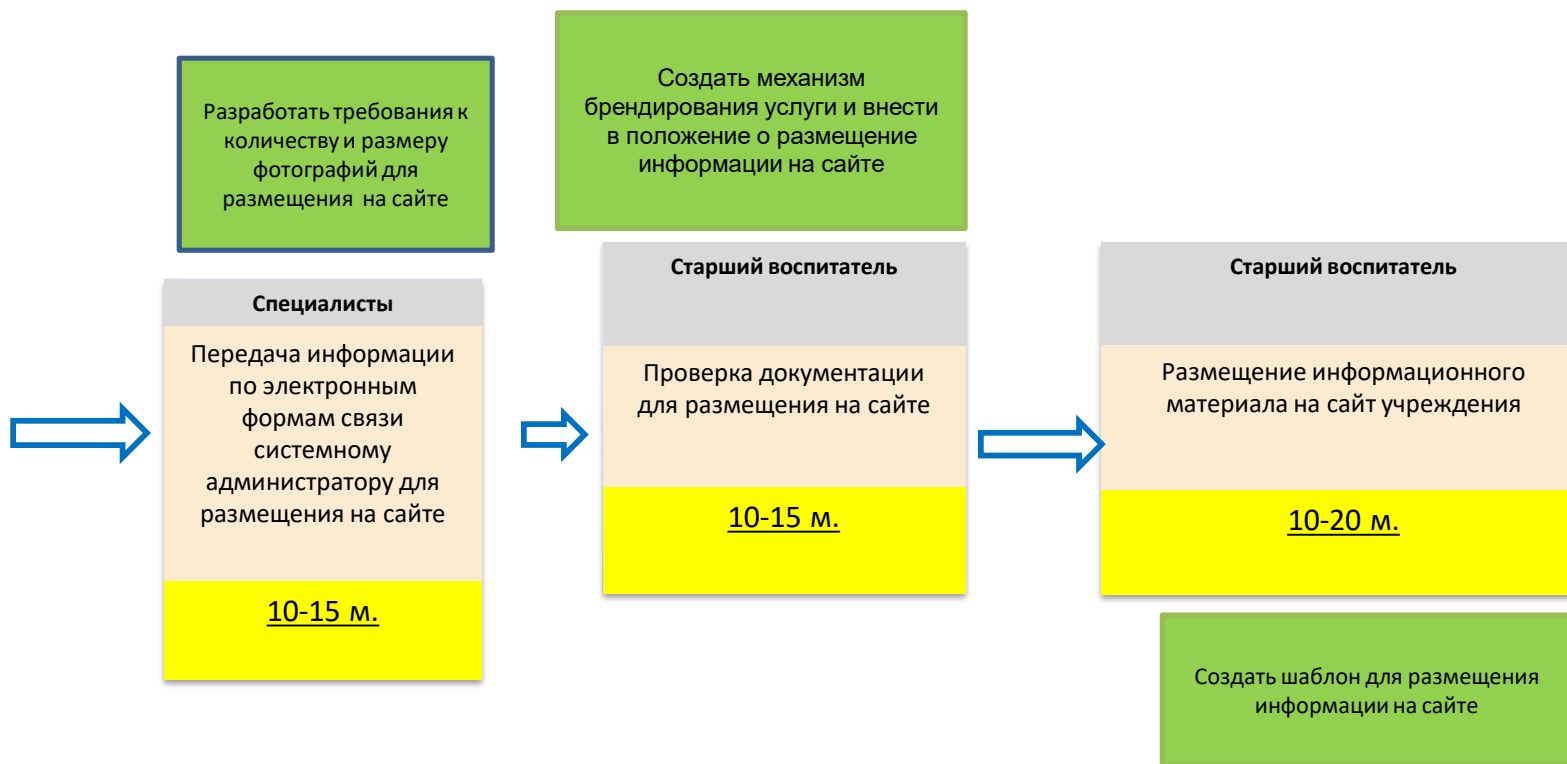 Разработать требования к
количеству и размеру
фотографий для
размещения на сайте
Создать механизм
брендирования услуги и внести
в положение о размещение
информации на сайте
Специалисты
Передача информации
по электронным
формам связи
системному
администратору для
размещения на сайте
10-15 м.
Старший воспитатель
Проверка документации
для размещения на сайте
10-15 м.
Старший воспитатель
Размещение информационного
материала на сайт учреждения
10-20 м.
Создать шаблон для размещения
информации на сайте